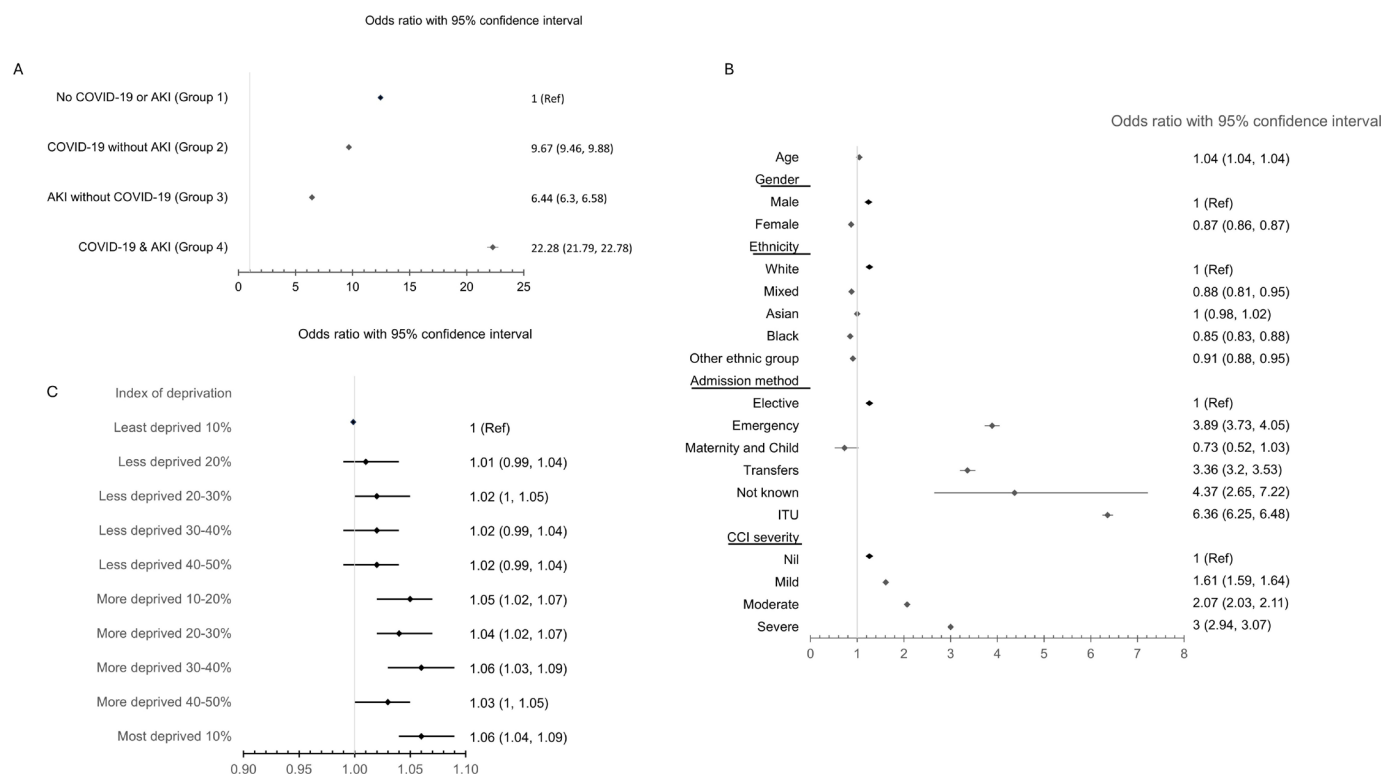 Odds ratio with 95% confidence interval
A
No COVID-19 or AKI (Group 1) 1 (Ref)
COVID-19 without AKI (Group 2) 9.67 (9.46, 9.88)
AKI without COVID-19 (Group 3) 6.44 (6.3, 6.58)
COVID-19 & AKI (Group 4) 22.28 (21.79, 22.78)
0 5 10 15 20 25
B
Odds ratio with 95% confidence interval
Age 1.04 (1.04, 1.04)
Gender
Male 1 (Ref)
Female 0.87 (0.86, 0.87)
Ethnicity
White 1 (Ref)
Mixed 0.88 (0.81, 0.95)
Asian 1 (0.98, 1.02)
Black 0.85 (0.83, 0.88)
Other ethnic group 0.91 (0.88, 0.95)
Admission method
Elective 1 (Ref)
Emergency 3.89 (3.73, 4.05)
Maternity and Child 0.73 (0.52, 1.03)
Transfers 3.36 (3.2, 3.53)
Not known 4.37 (2.65, 7.22)
ITU 6.36 (6.25, 6.48)
CCI severity
Nil 1 (Ref)
Mild 1.61 (1.59, 1.64)
Moderate 2.07 (2.03, 2.11)
Severe 3 (2.94, 3.07)
0 1 2 3 4 5 6 7 8
Odds ratio with 95% confidence interval
C
Index of deprivation
Least deprived 10% 1 (Ref)
Less deprived 20% 1.01 (0.99, 1.04)
Less deprived 20-30% 1.02 (1, 1.05)
Less deprived 30-40% 1.02 (0.99, 1.04)
Less deprived 40-50% 1.02 (0.99, 1.04)
More deprived 10-20% 1.05 (1.02, 1.07)
More deprived 20-30% 1.04 (1.02, 1.07)
More deprived 30-40% 1.06 (1.03, 1.09)
More deprived 40-50% 1.03 (1, 1.05)
Most deprived 10% 1.06 (1.04, 1.09)
0.90 0.95 1.00 1.05 1.10